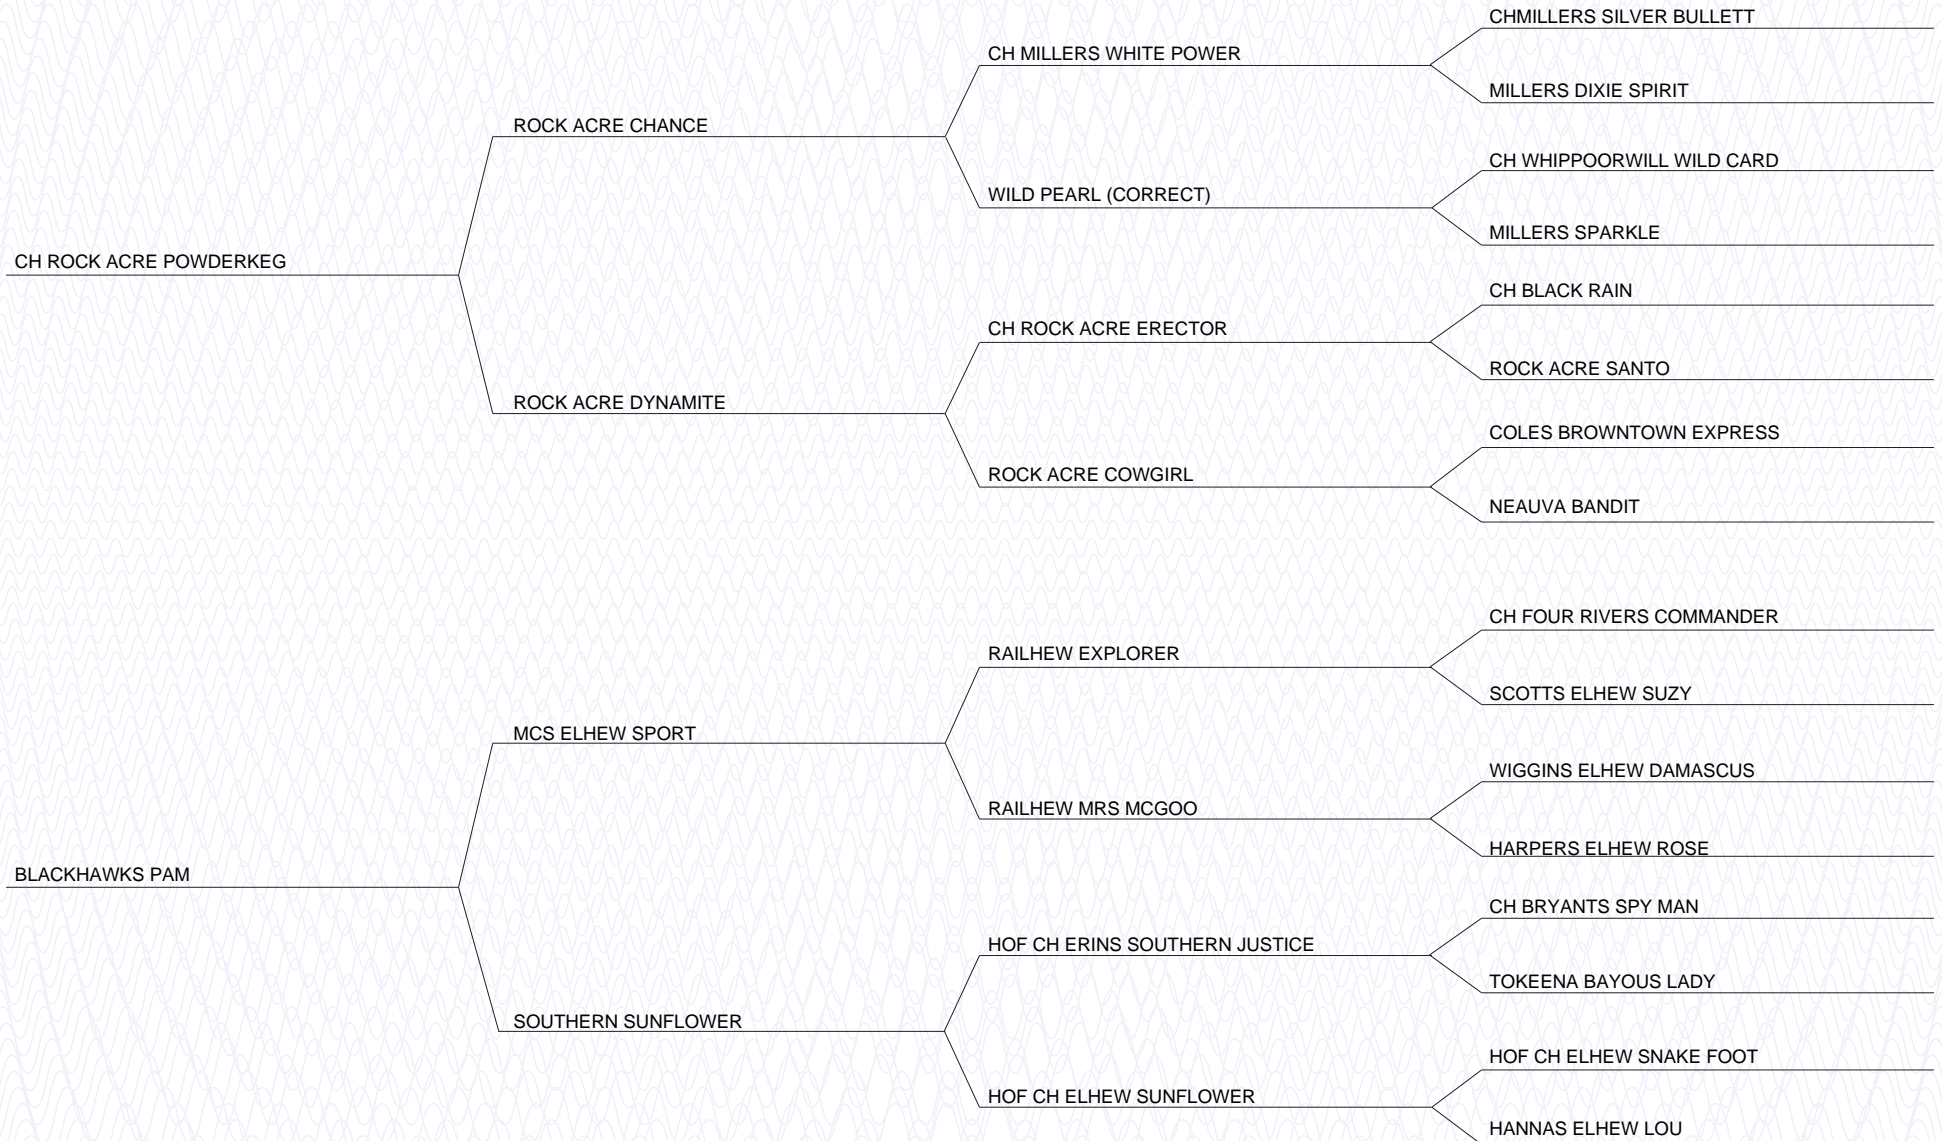 CHMILLERS SILVER BULLETT
CH MILLERS WHITE POWER
MILLERS DIXIE SPIRIT
ROCK ACRE CHANCE
CH WHIPPOORWILL WILD CARD
WILD PEARL (CORRECT)
MILLERS SPARKLE
CH ROCK ACRE POWDERKEG
CH BLACK RAIN
CH ROCK ACRE ERECTOR
ROCK ACRE SANTO
ROCK ACRE DYNAMITE
COLES BROWNTOWN EXPRESS
ROCK ACRE COWGIRL
NEAUVA BANDIT
CH FOUR RIVERS COMMANDER
RAILHEW EXPLORER
SCOTTS ELHEW SUZY
MCS ELHEW SPORT
WIGGINS ELHEW DAMASCUS
RAILHEW MRS MCGOO
HARPERS ELHEW ROSE
BLACKHAWKS PAM
CH BRYANTS SPY MAN
HOF CH ERINS SOUTHERN JUSTICE
TOKEENA BAYOUS LADY
SOUTHERN SUNFLOWER
HOF CH ELHEW SNAKE FOOT
HOF CH ELHEW SUNFLOWER
HANNAS ELHEW LOU